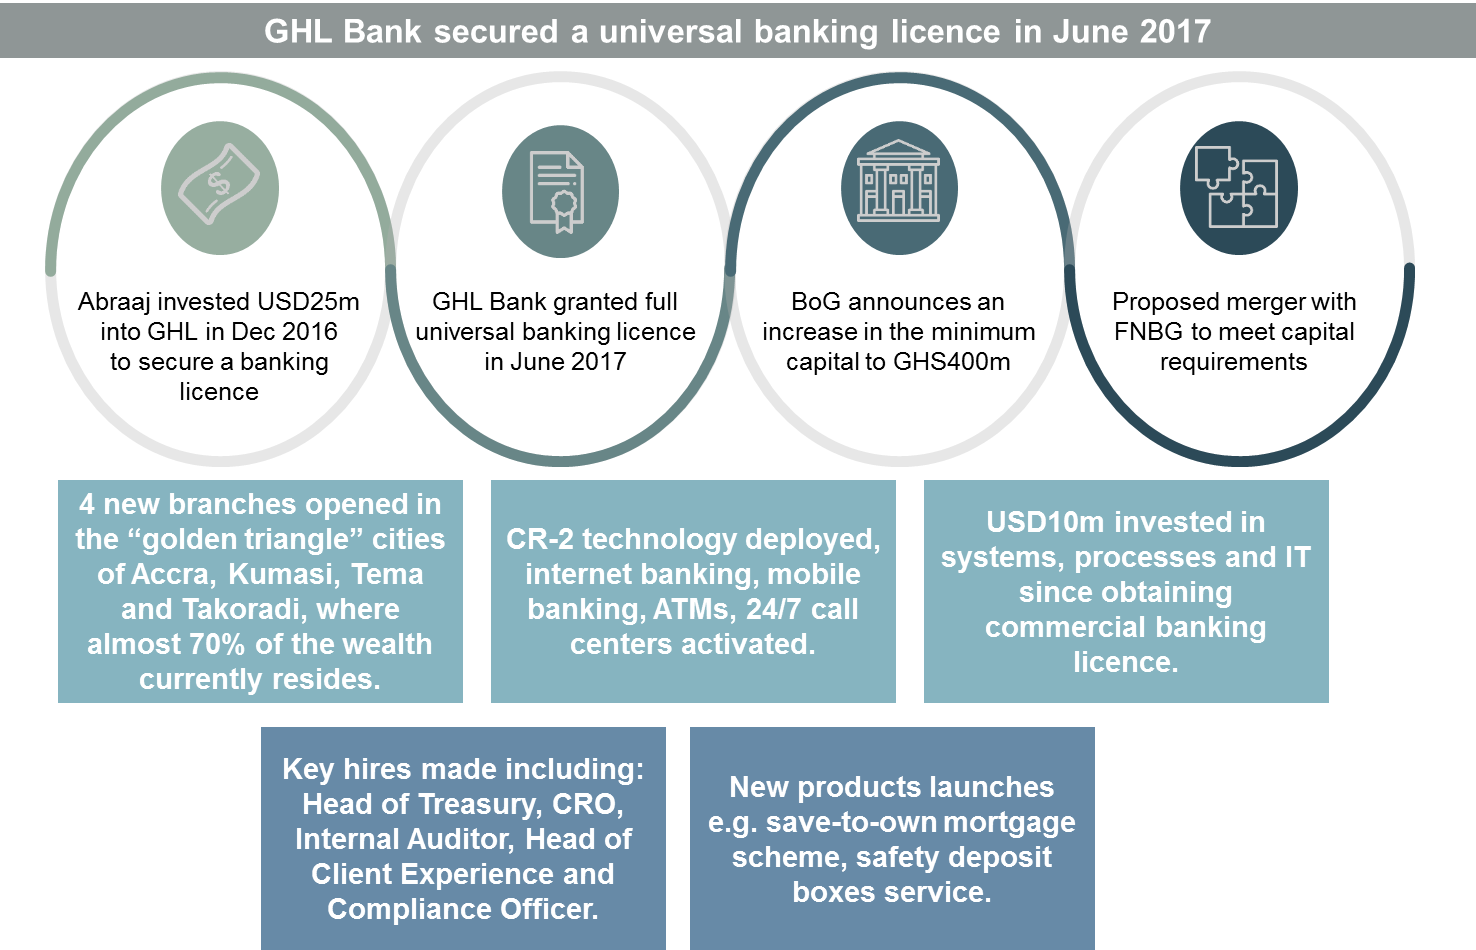 GHL Bank secured a universal banking licence in June 2017
Abraaj invested USD25m
into GHL in Dec 2016
to secure a banking
licence
GHL Bank granted full
universal banking licence
in June 2017
BoG announces an
increase in the minimum
capital to GHS400m
Proposed merger with
FNBG to meet capital
requirements
4 new branches opened in
the “golden triangle” cities
of Accra, Kumasi, Tema
and Takoradi, where
almost 70% of the wealth
currently resides.
CR-2 technology deployed,
internet banking, mobile
banking, ATMs, 24/7 call
centers activated.
USD10m invested in
systems, processes and IT
since obtaining
commercial banking
licence.
Key hires made including:
Head of Treasury, CRO,
Internal Auditor, Head of
Client Experience and
Compliance Officer.
New products launches
e.g. save-to-own mortgage
scheme, safety deposit
boxes service.